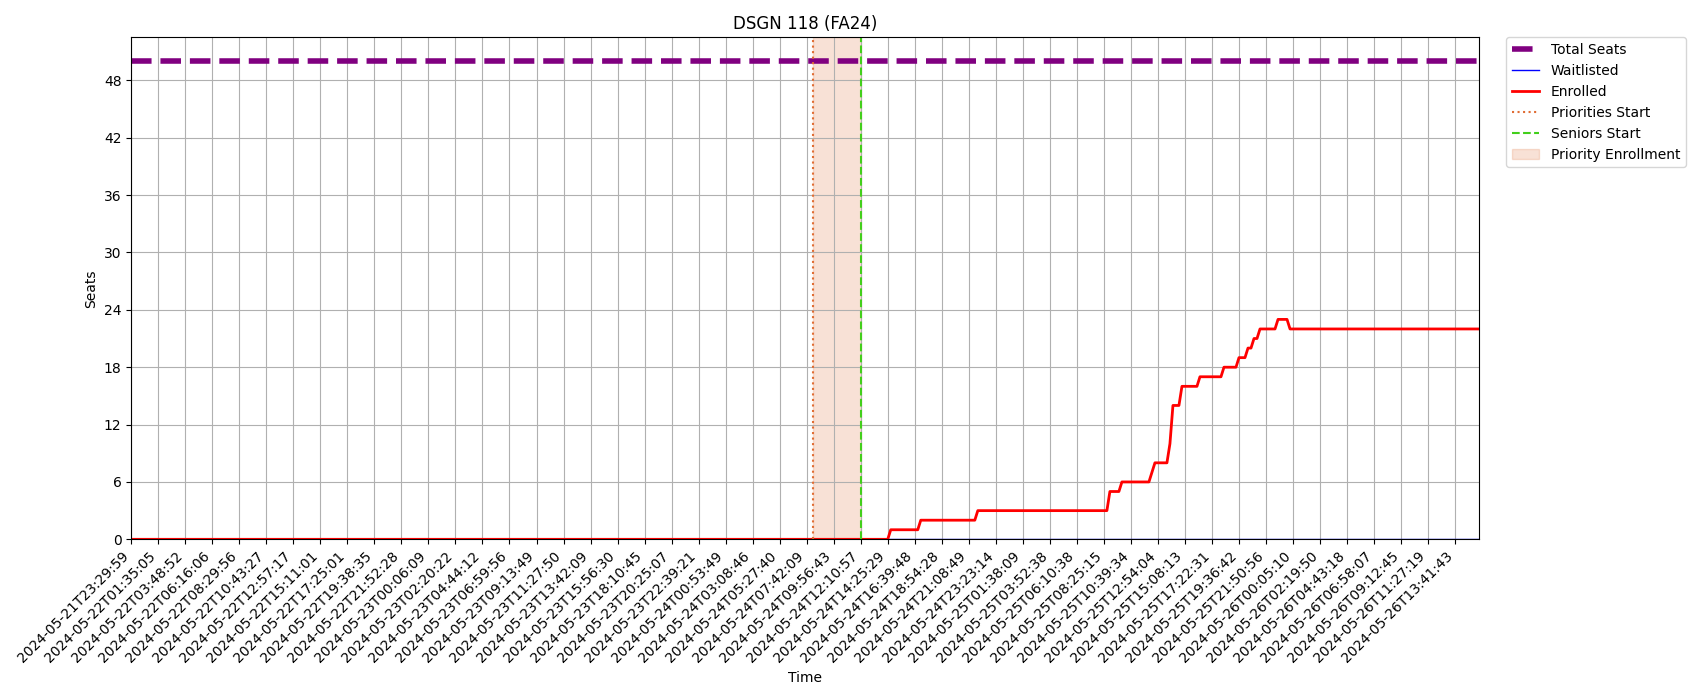 DSGN 118 (FA24)
Total Seats
Waitlisted
Enrolled
Priorities Start
Seniors Start
Priority Enrollment
Seats
48
42
36
30
24
18
12
6
0
2024-05-21T23:29:59
2024-05-22T01:35:05
2024-05-22T03:48:52
2024-05-22T06:16:06
2024-05-22T08:29:56
2024-05-22T10:43:27
2024-05-22T12:57:17
2024-05-22T15:11:01
2024-05-22T17:25:01
2024-05-22T19:38:35
2024-05-22T21:52:28
2024-05-23T00:06:09
2024-05-23T02:20:22
2024-05-23T04:44:12
2024-05-23T06:59:56
2024-05-23T09:13:49
2024-05-23T11:27:50
2024-05-23T13:42:09
2024-05-23T15:56:30
2024-05-23T18:10:45
2024-05-23T20:25:07
2024-05-23T22:39:21
2024-05-24T00:53:49
2024-05-24T03:08:46
2024-05-24T05:27:40
2024-05-24T07:42:09
2024-05-24T09:56:43
2024-05-24T12:10:57
2024-05-24T14:25:29
2024-05-24T16:39:48
2024-05-24T18:54:28
2024-05-24T21:08:49
2024-05-24T23:23:14
2024-05-25T01:38:09
2024-05-25T03:52:38
2024-05-25T06:10:38
2024-05-25T08:25:15
2024-05-25T10:39:34
2024-05-25T12:54:04
2024-05-25T15:08:13
2024-05-25T17:22:31
2024-05-25T19:36:42
2024-05-25T21:50:56
2024-05-26T00:05:10
2024-05-26T02:19:50
2024-05-26T04:43:18
2024-05-26T06:58:07
2024-05-26T09:12:45
2024-05-26T11:27:19
2024-05-26T13:41:43
Time